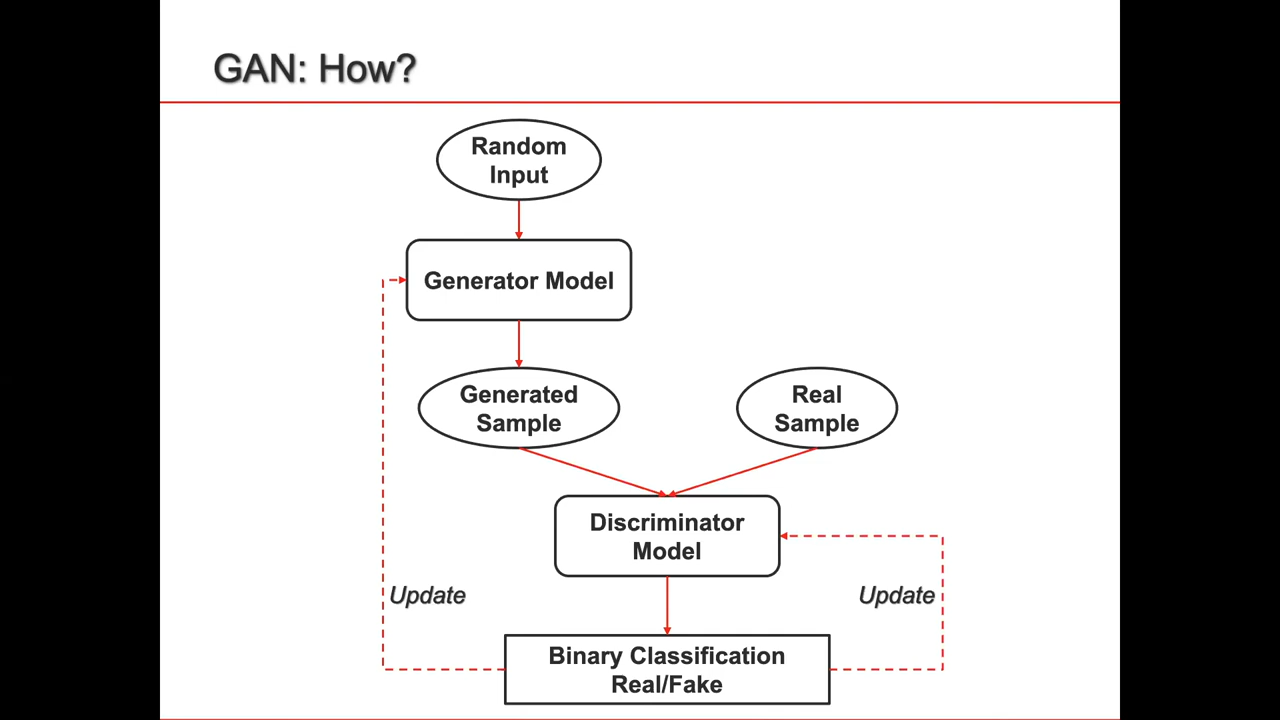 GAN: How?
Random
Input
Generator Model
Generated
Sample
Real
Sample
Discriminator
Model
Update
Update
Binary Classification
Real/Fake